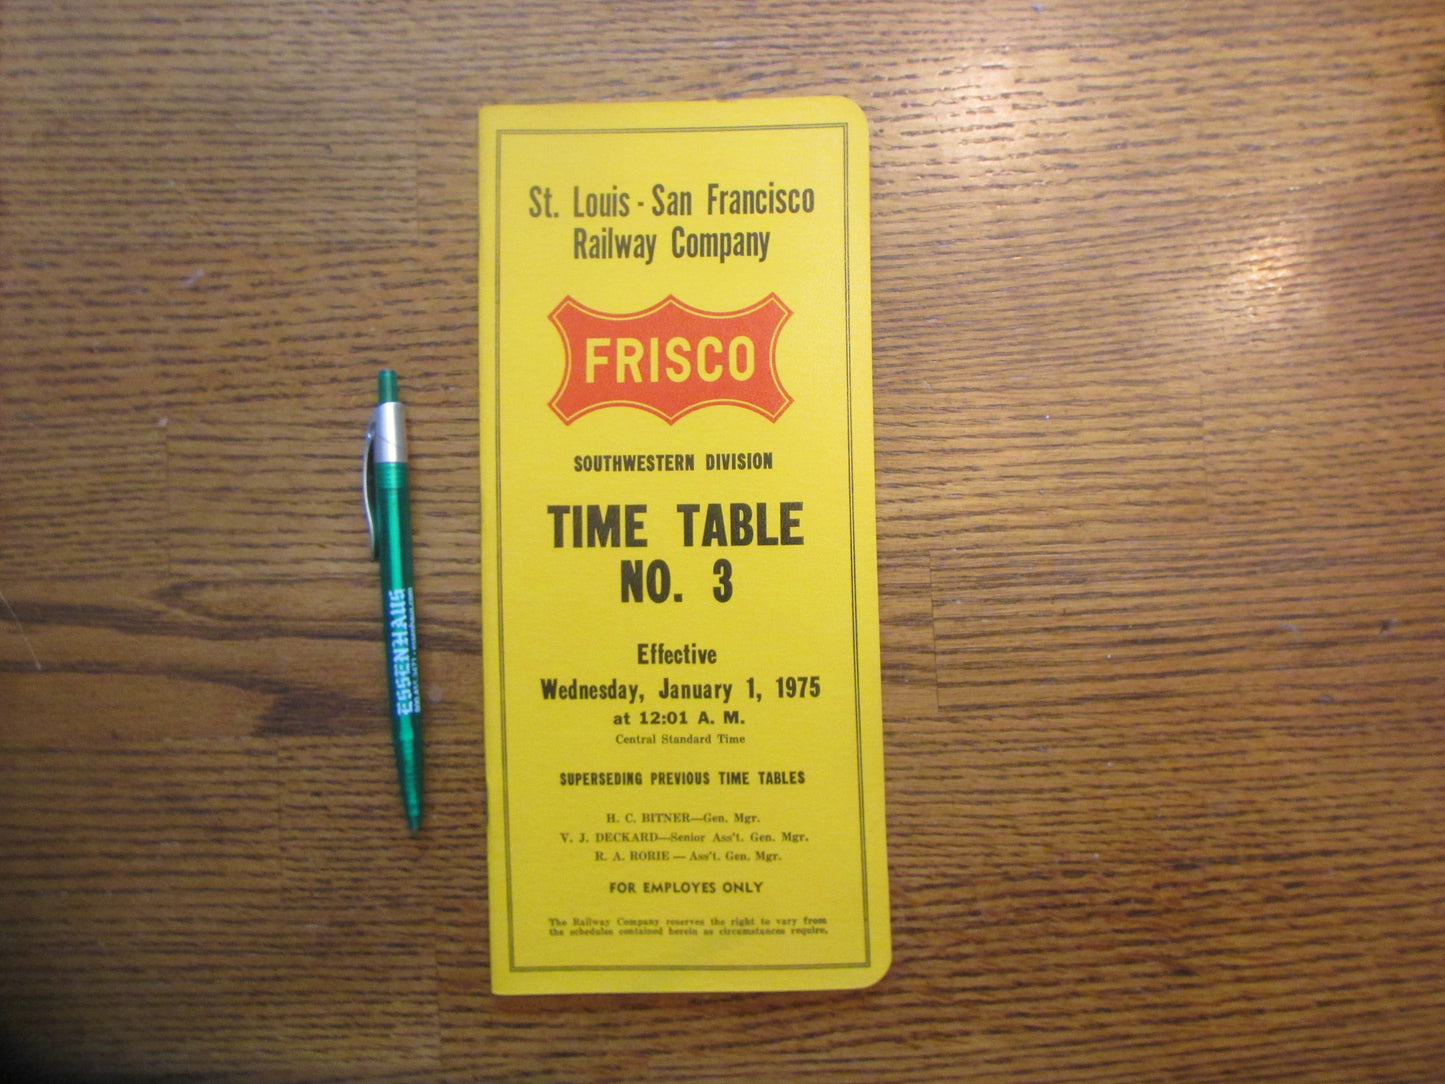 St. Louis - San Francisco
Railway Company
FRISCO
SOUTHWESTERN DIVISION
TIME TABLE
NO. 3
Effective
Wednesday, January 1, 1975
at 12:01 A. M.
Central Standard Time
SUPERSEDING PREVIOUS TIME TABLES
H. C. BITNER—Gen. Mgr.
V. J. DECKARD—Senior Ass't. Gen. Mgr.
R. A. RORIE — Ass't. Gen. Mgr.
FOR EMPLOYES ONLY
The Railway Company reserves the right to vary from
the schedules contained herein as circumstances require.
ESSENHAUS